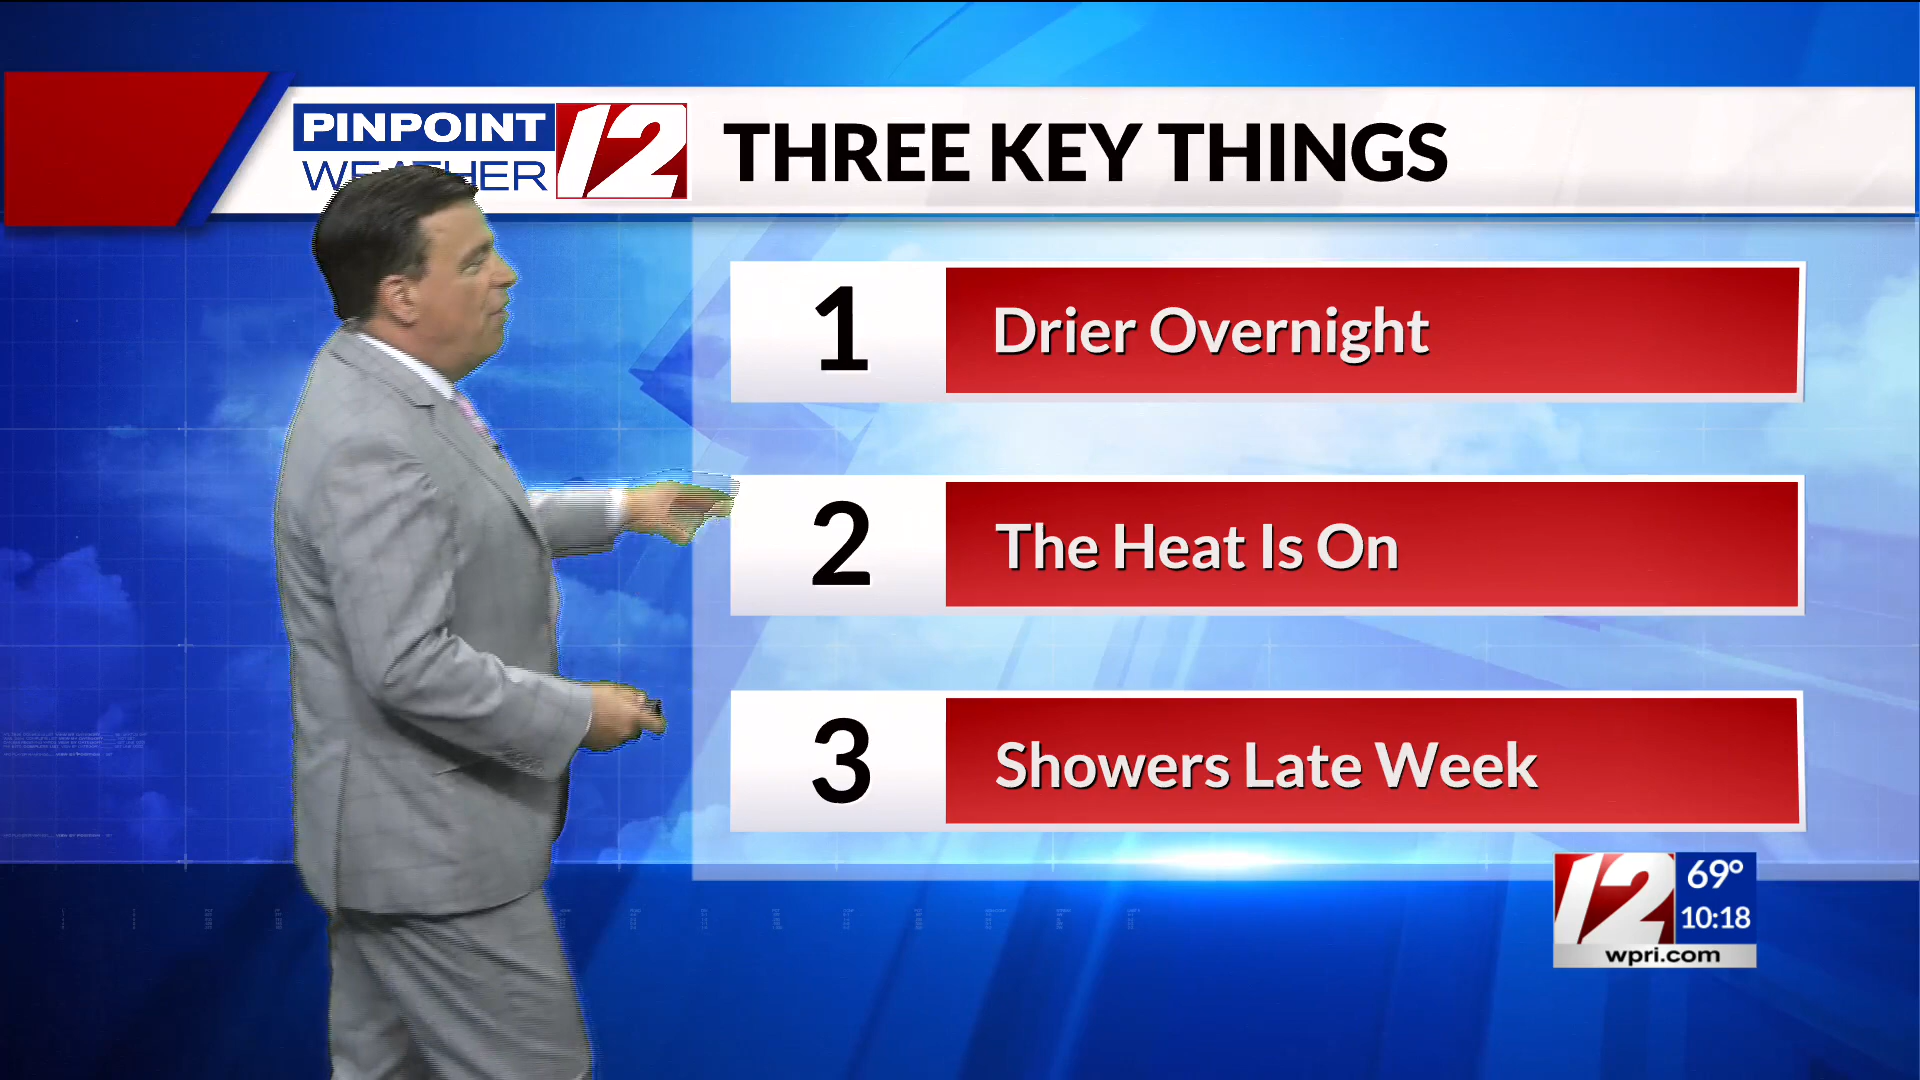 PINPOINT
WEATHER
12
THREE KEY THINGS
1
Drier Overnight
2
The Heat Is On
3
Showers Late Week
12
69°
10:18
wpri.com